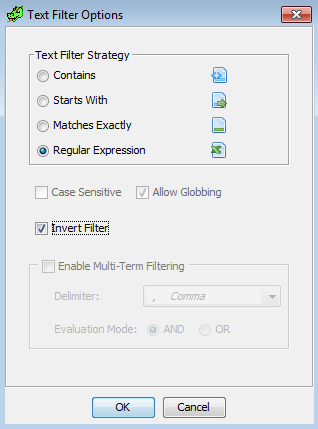 Text Filter Options
Text Filter Strategy
Contains
Starts With
Matches Exactly
Regular Expression
Case Sensitive Allow Globbing
Invert Filter
Enable Multi-Term Filtering
Delimiter: , Comma
Evaluation Mode: AND OR
OK Cancel